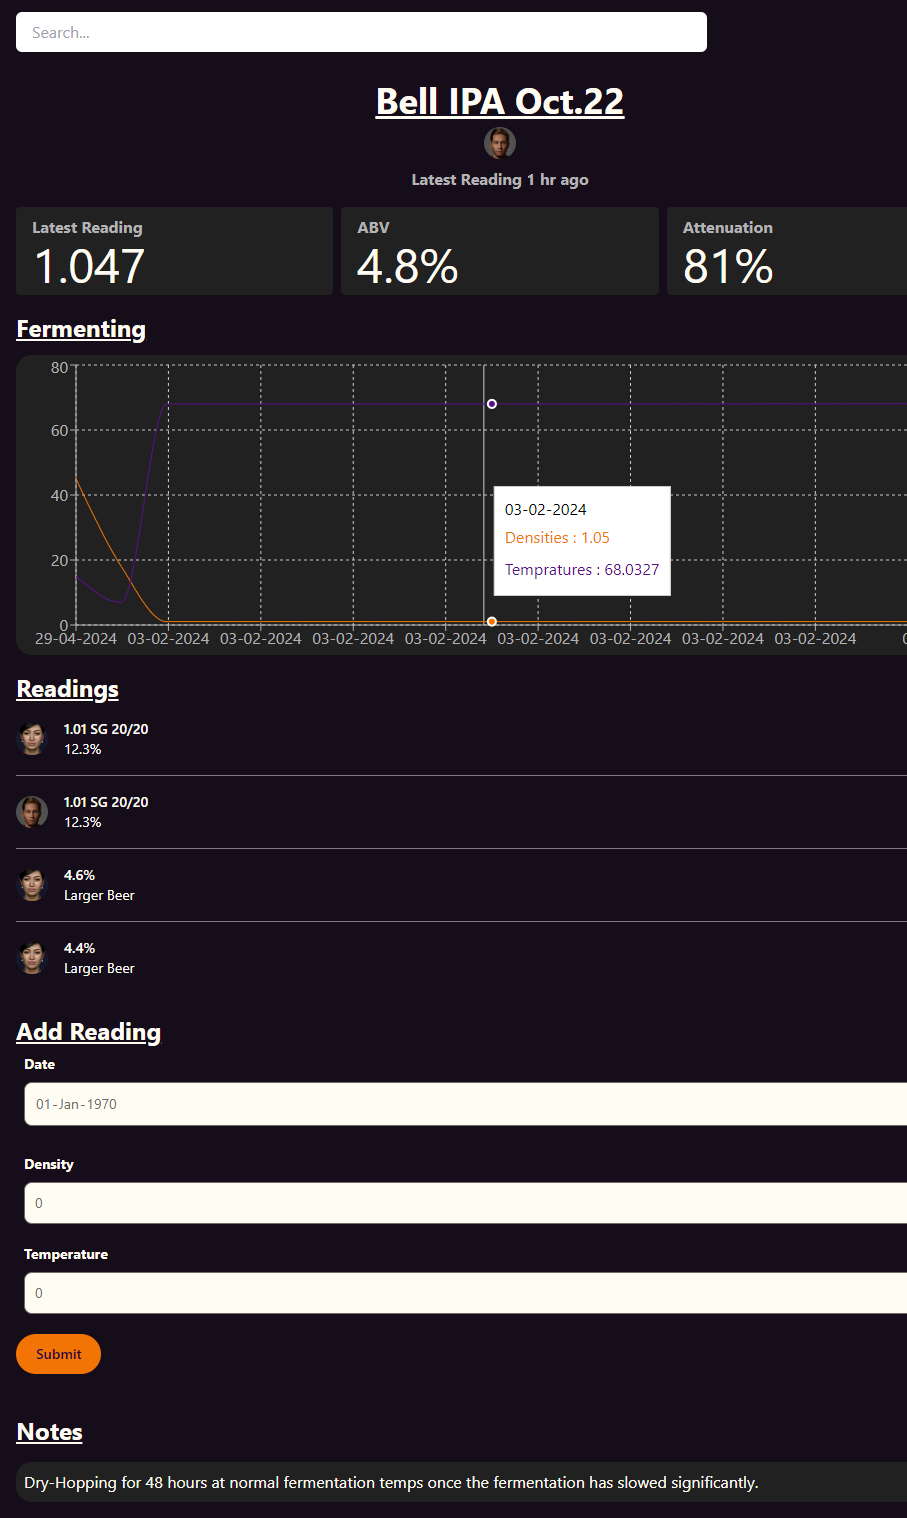 Search...
Bell IPA Oct.22
Latest Reading 1 hr ago
Latest Reading
1.047
ABV
4.8%
Attenuation
81%
Fermenting
80
60
40
20
0
03-02-2024
Densities : 1.05
Tempratures : 68.0327
29-04-2024 03-02-2024 03-02-2024 03-02-2024 03-02-2024 03-02-2024 03-02-2024 03-02-2024 03-02-2024
Readings
1.01 SG 20/20
12.3%
1.01 SG 20/20
12.3%
4.6%
Larger Beer
4.4%
Larger Beer
Add Reading
Date
01-Jan-1970
Density
0
Temperature
0
Submit
Notes
Dry-Hopping for 48 hours at normal fermentation temps once the fermentation has slowed significantly.